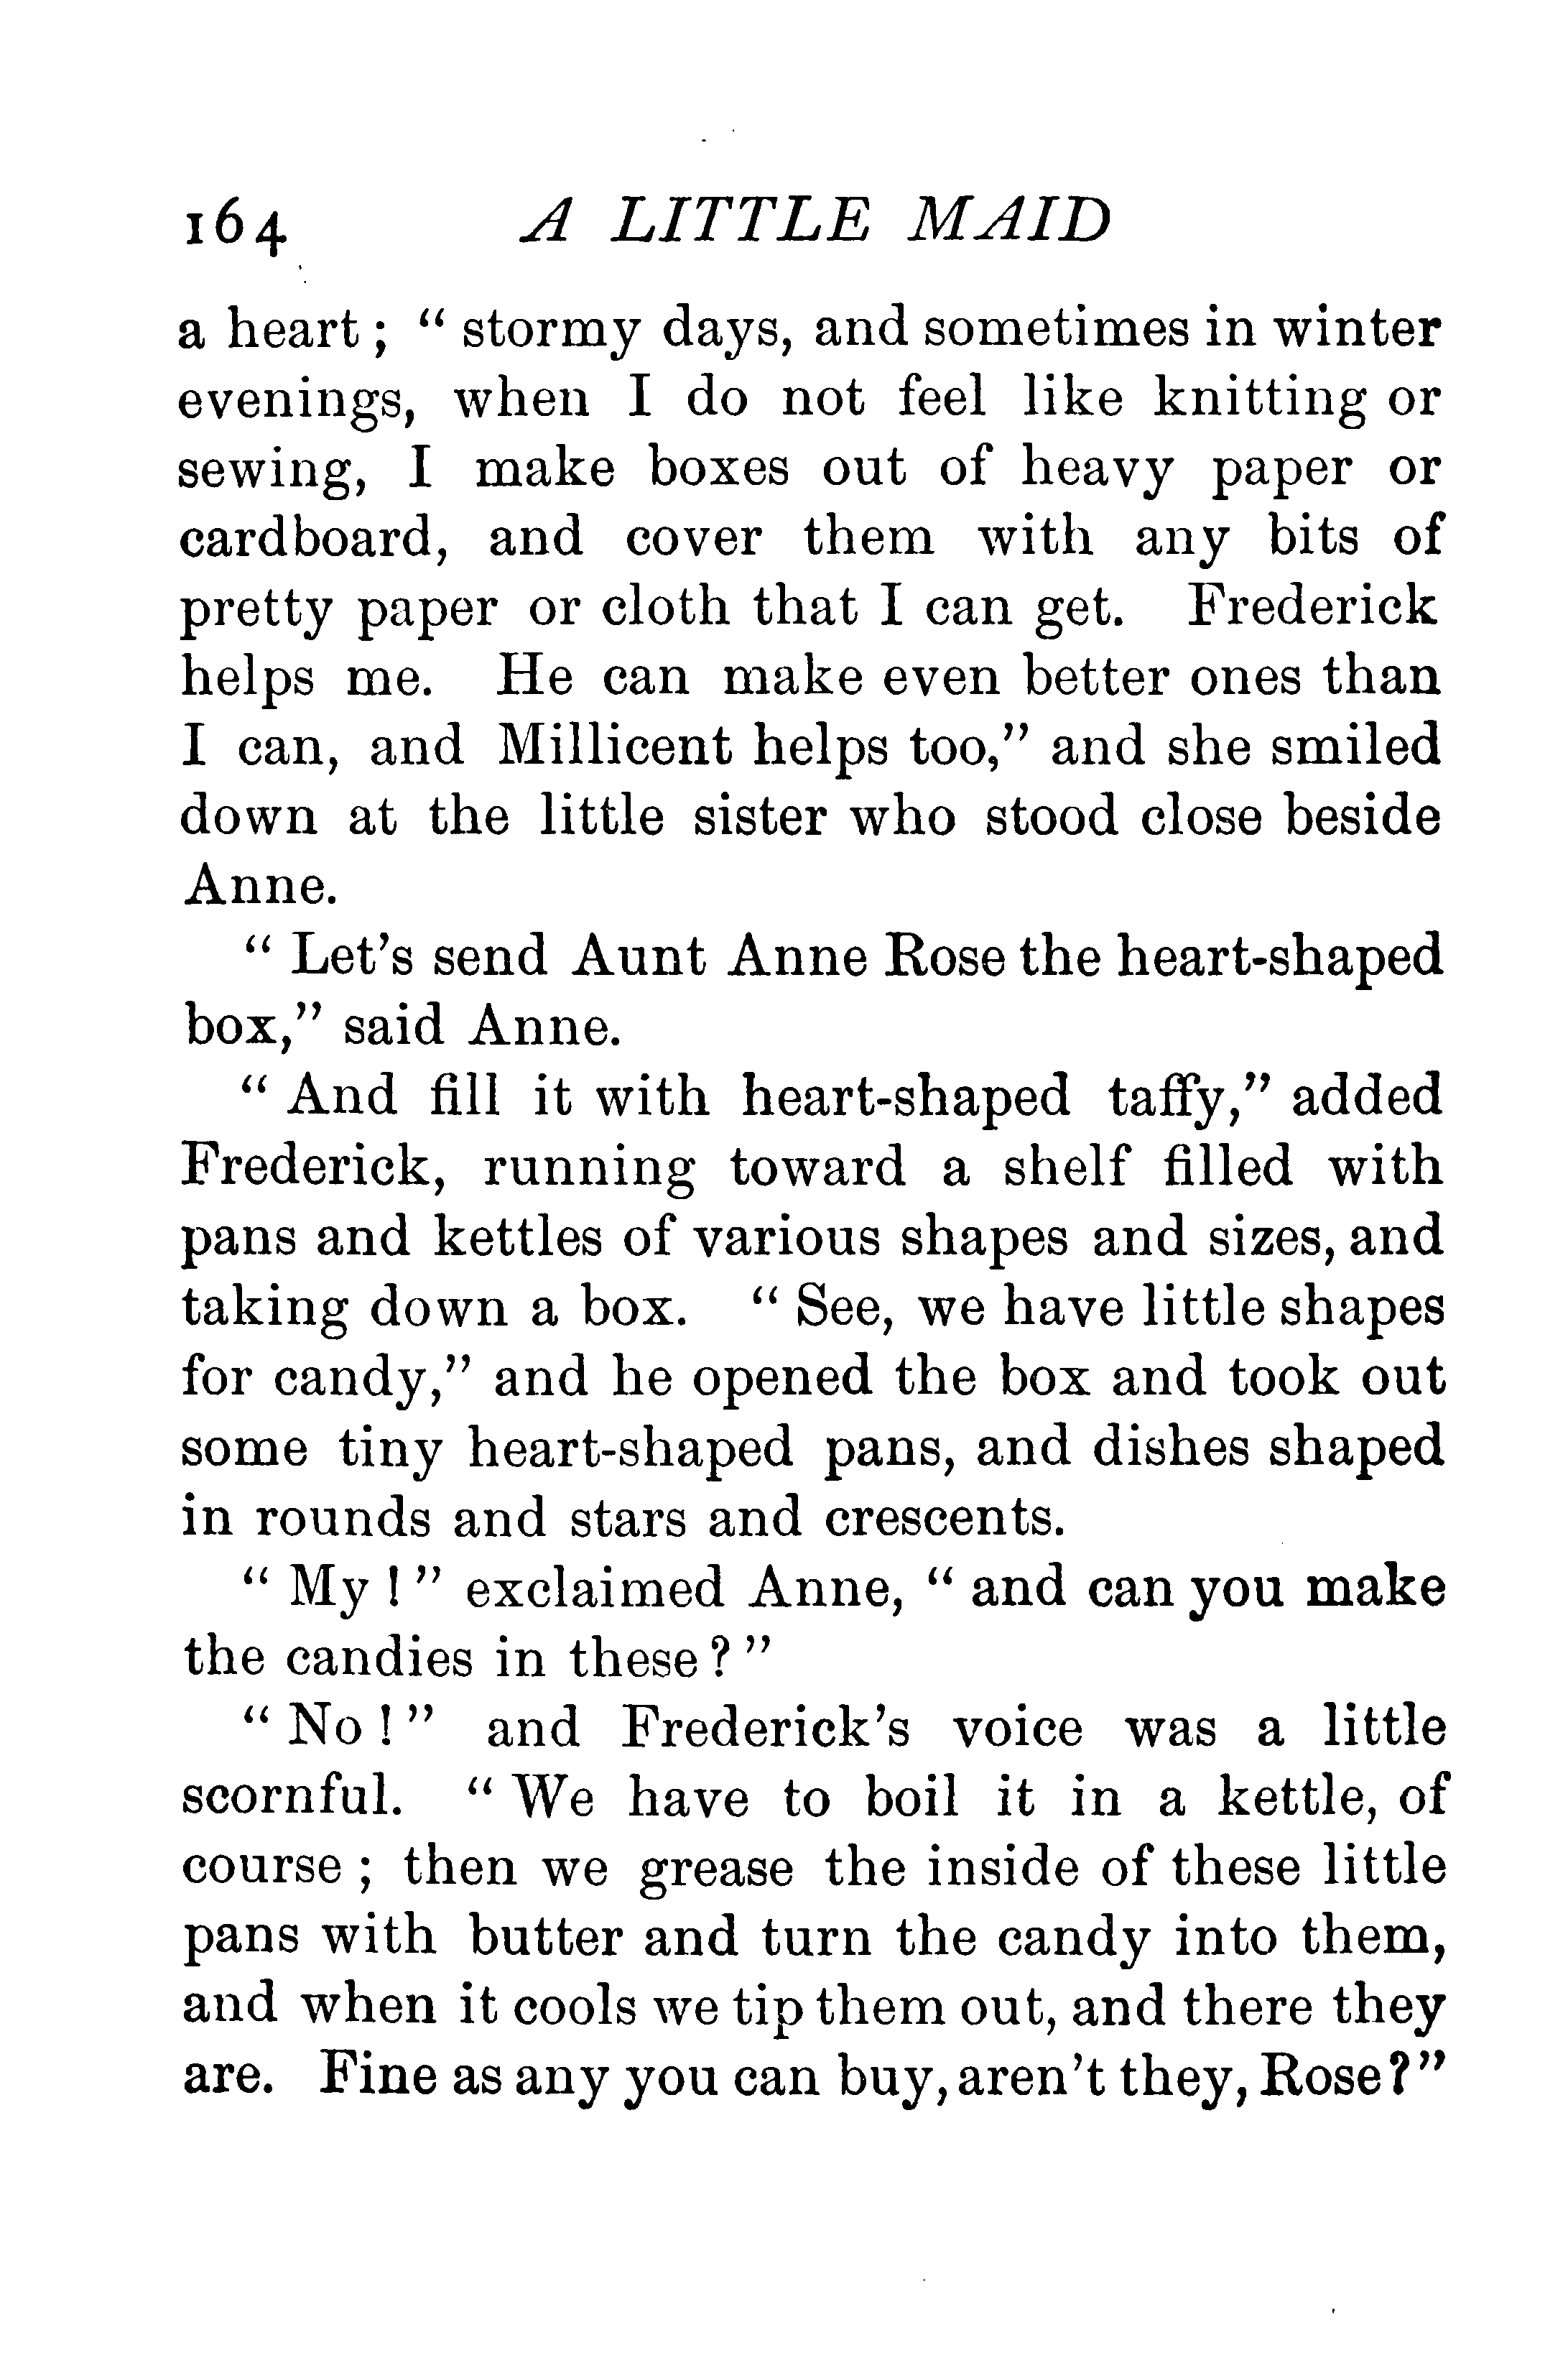 164 A LITTLE MAID
a heart ; “ stormy days, and sometimes in winter
evenings, when I do not feel like knitting or
sewing, I make boxes out of heavy paper or
cardboard, and cover them with any bits of
pretty paper or cloth that I can get. Frederick
helps me. He can make even better ones than
I can, and Millicent helps too,” and she smiled
down at the little sister who stood close beside
Anne.
“ Let’s send Aunt Anne Rose the heart-shaped
box,” said Anne.
“ And fill it with heart-shaped taffy,” added
Frederick, running toward a shelf filled with
pans and kettles of various shapes and sizes, and
taking down a box. “ See, we have little shapes
for candy,” and he opened the box and took out
some tiny heart-shaped pans, and dishes shaped
in rounds and stars and crescents.
“ My ! ” exclaimed Anne, “ and can you make
the candies in these ? ”
“ No ! ” and Frederick’s voice was a little
scornful. “ We have to boil it in a kettle, of
course ; then we grease the inside of these little
pans with butter and turn the candy into them,
and when it cools we tip them out, and there they
are. Fine as any you can buy, aren’t they, Rose ? ”